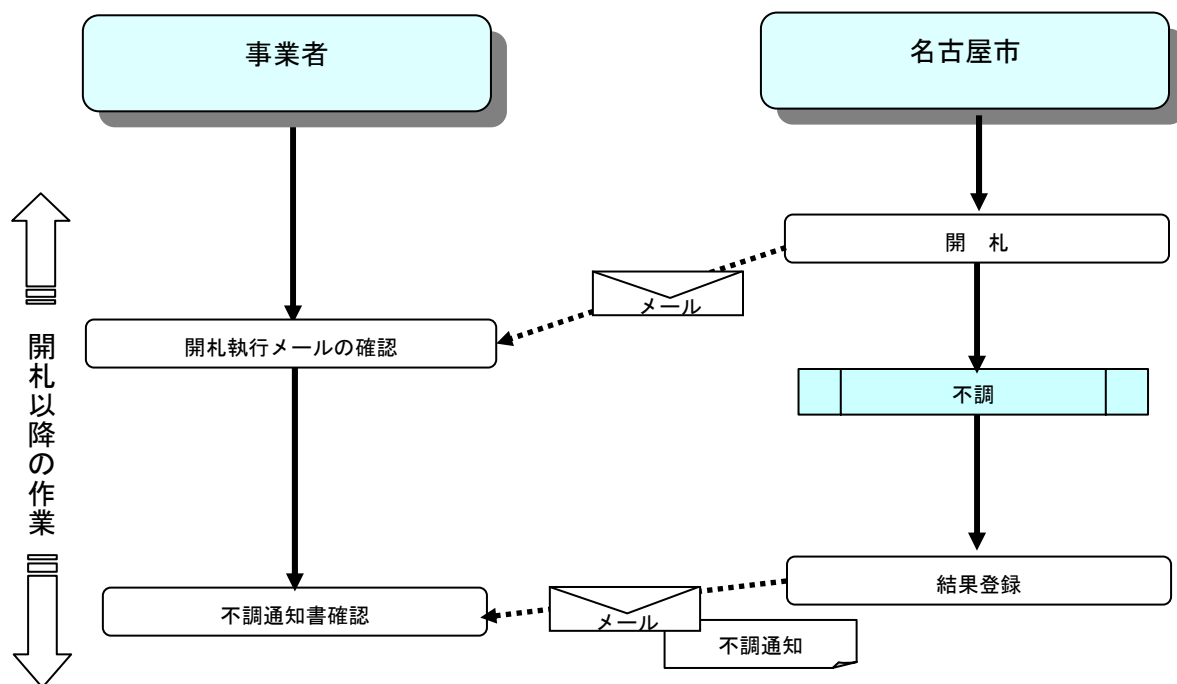 事業者
名古屋市
開　札
メール
開札執行メールの確認
不調
開札以降の作業
結果登録
メール
不調通知書確認
不調通知